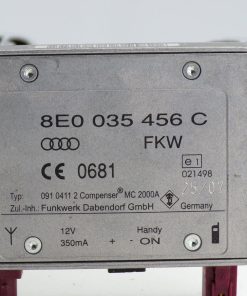 8E0 035 456 C
FKW
CE 0681
e1
021498
Typ: 091 0411 2 Compenser® MC 2000A
Zul.-Inh.: Funkwerk Dabendorf GmbH Germany
12V Handy
350mA + - ON